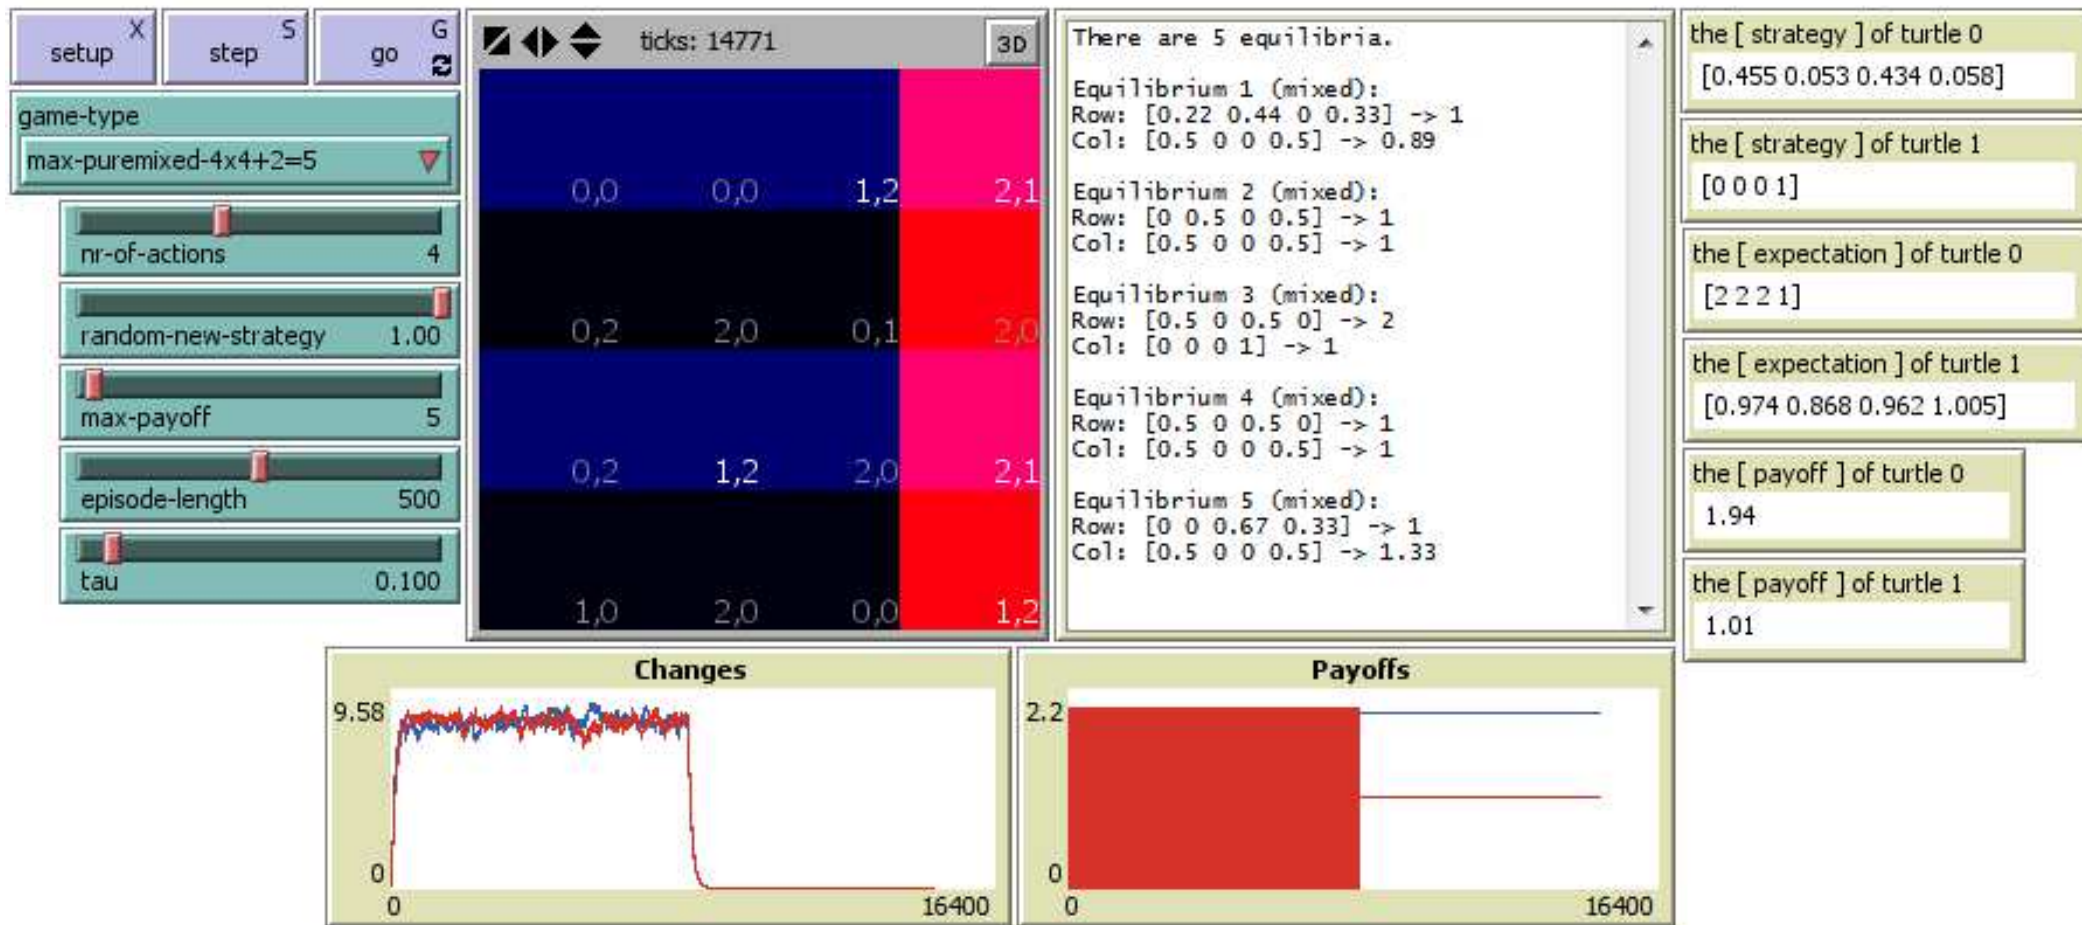 setup X
step S
go G
game-type
max-puremixed-4x4+2=5
nr-of-actions 4
random-new-strategy 1.00
max-payoff 5
episode-length 500
tau 0.100
ticks: 14771
3D
0,0 0,0 1,2 2,1
0,2 2,0 0,1 2,0
0,2 1,2 2,0 2,1
1,0 2,0 0,0 1,2
There are 5 equilibria.
Equilibrium 1 (mixed):
Row: [0.22 0.44 0 0.33] -> 1
Col: [0.5 0 0 0.5] -> 0.89
Equilibrium 2 (mixed):
Row: [0 0.5 0 0.5] -> 1
Col: [0.5 0 0 0.5] -> 1
Equilibrium 3 (mixed):
Row: [0.5 0 0.5 0] -> 2
Col: [0 0 0 1] -> 1
Equilibrium 4 (mixed):
Row: [0.5 0 0.5 0] -> 1
Col: [0.5 0 0 0.5] -> 1
Equilibrium 5 (mixed):
Row: [0 0 0.67 0.33] -> 1
Col: [0.5 0 0 0.5] -> 1.33
the [ strategy ] of turtle 0
[0.455 0.053 0.434 0.058]
the [ strategy ] of turtle 1
[0 0 0 1]
the [ expectation ] of turtle 0
[2 2 2 1]
the [ expectation ] of turtle 1
[0.974 0.868 0.962 1.005]
the [ payoff ] of turtle 0
1.94
the [ payoff ] of turtle 1
1.01
Changes
9.58
0
0 16400
Payoffs
2.2
0
0 16400